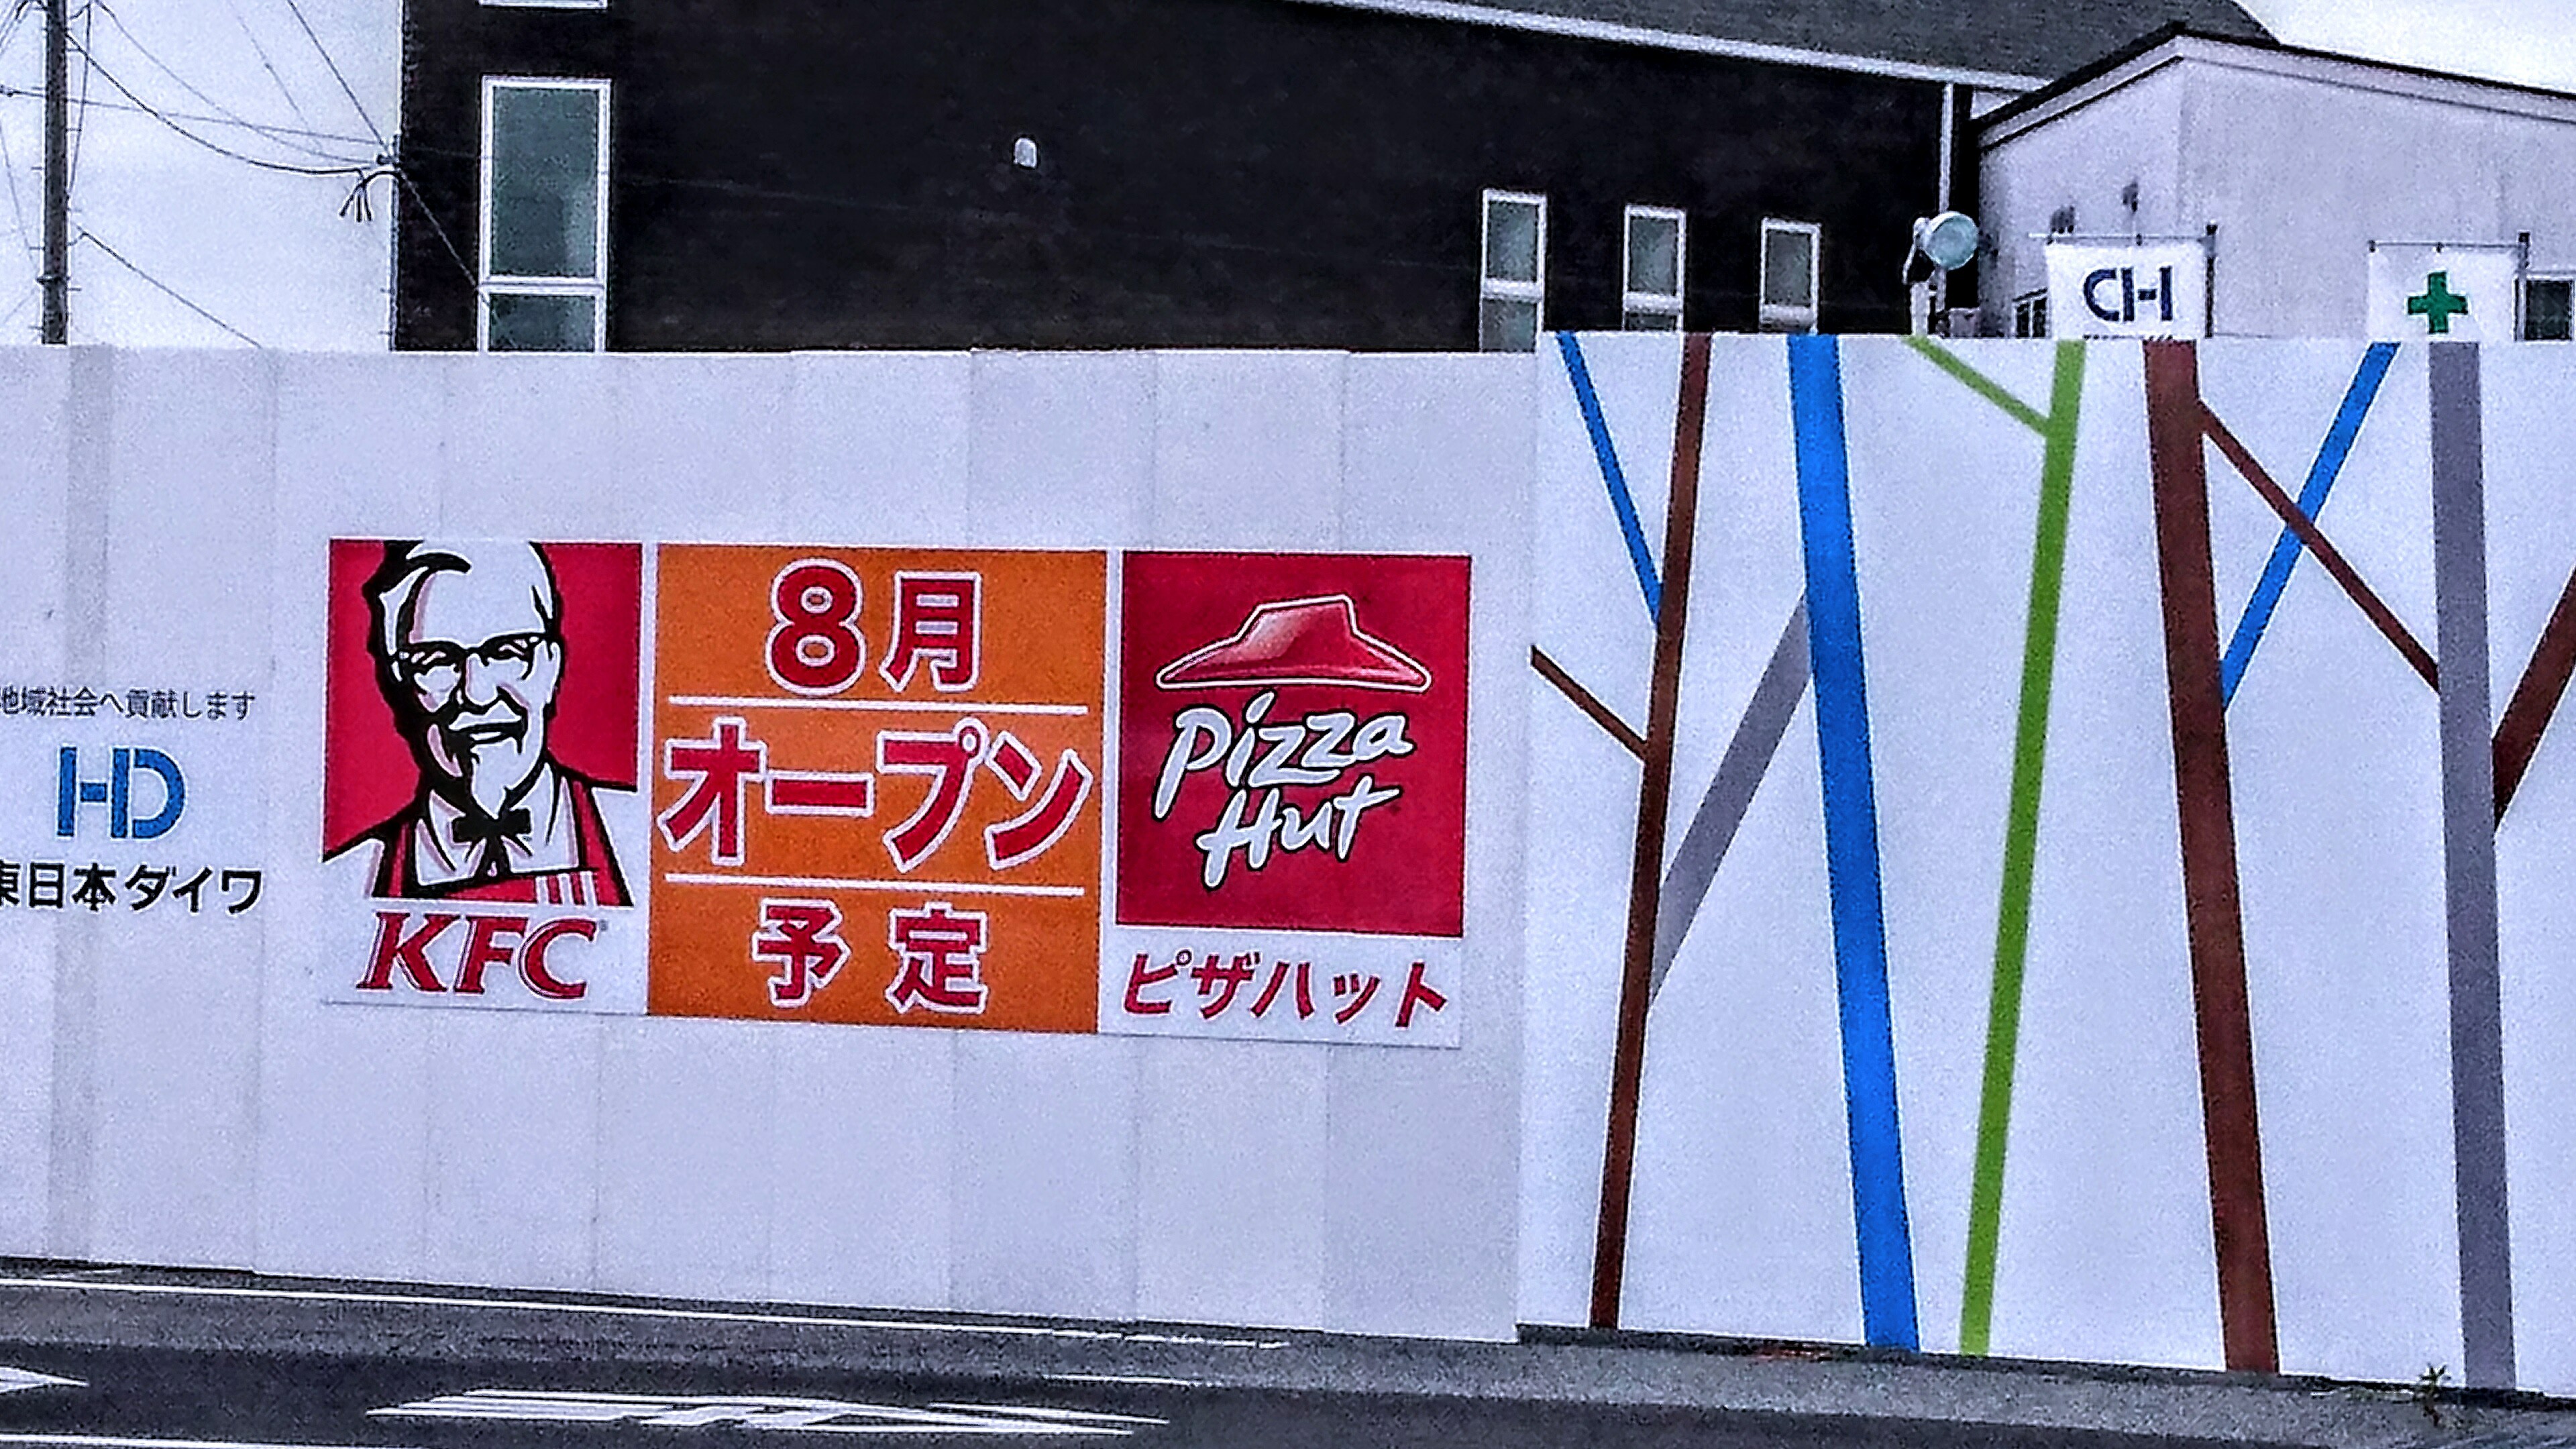 地域社会へ貢献します
HD
東日本ダイワ
KFC
8月
オープン
予定
Pizza
Hut
ピザハット
CH